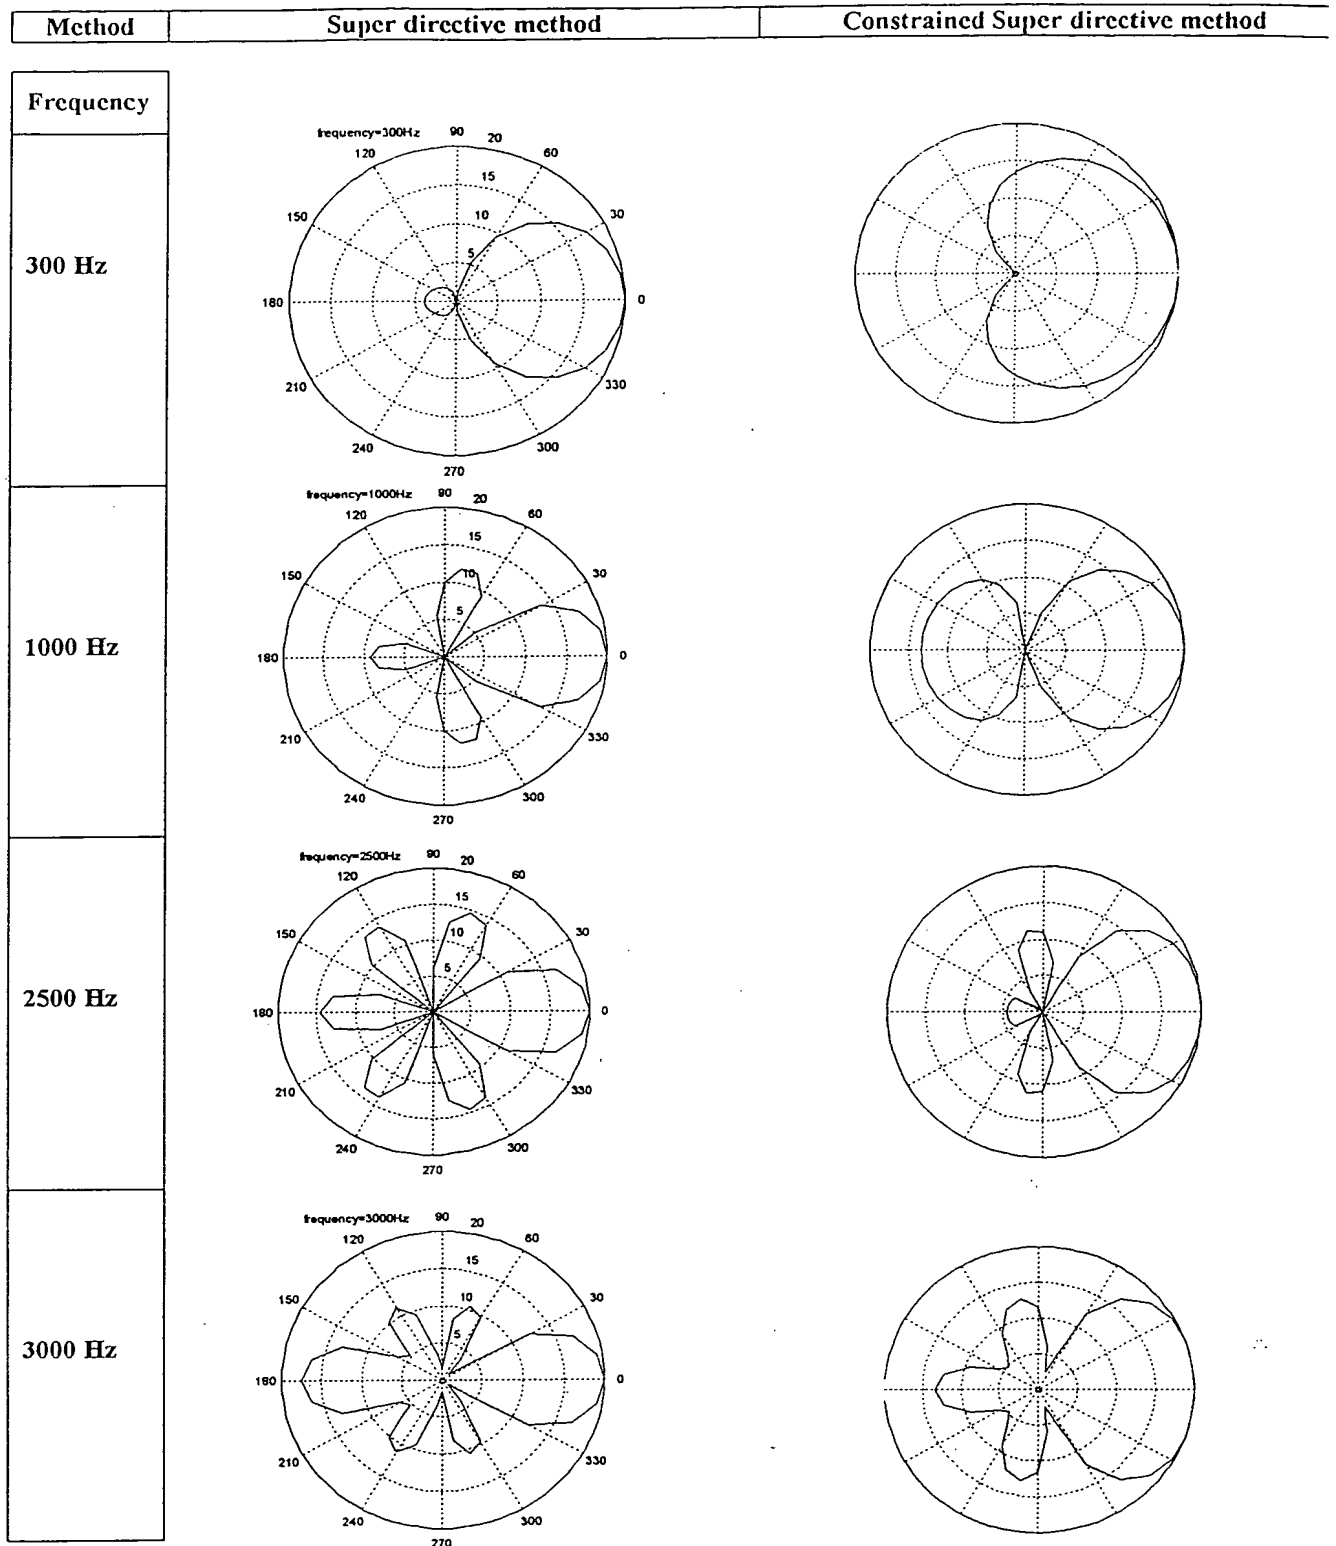 Method Super directive method Constrained Super directive method
Frequency
300 Hz
frequency=300Hz 90 20
120 60
15
150 10 30
5
180 0
210 330
240 300
270
1000 Hz
frequency=1000Hz 90 20
120 60
15
150 10 30
5
180 0
210 330
240 300
270
2500 Hz
frequency=2500Hz 90 20
120 60
15
150 10 30
5
180 0
210 330
240 300
270
3000 Hz
frequency=3000Hz 90 20
120 60
15
150 10 30
5
180 0
210 330
240 300
270